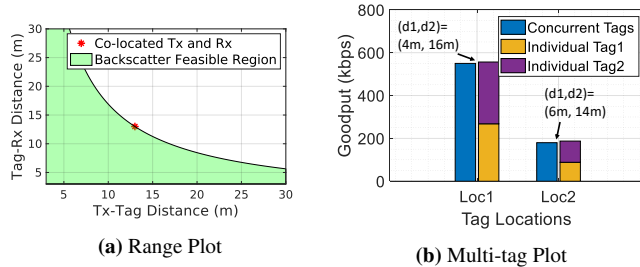 30
25
20
15
10
5
5
10
15
20
25
30
Tag-Rx Distance (m)
Tx-Tag Distance (m)
Co-located Tx and Rx
Backscatter Feasible Region
(a) Range Plot
800
600
400
200
0
Goodput (kbps)
(d1,d2)=
(4m, 16m)
Concurrent Tags
Individual Tag1
Individual Tag2
(d1,d2)=
(6m, 14m)
Loc1
Loc2
Tag Locations
(b) Multi-tag Plot